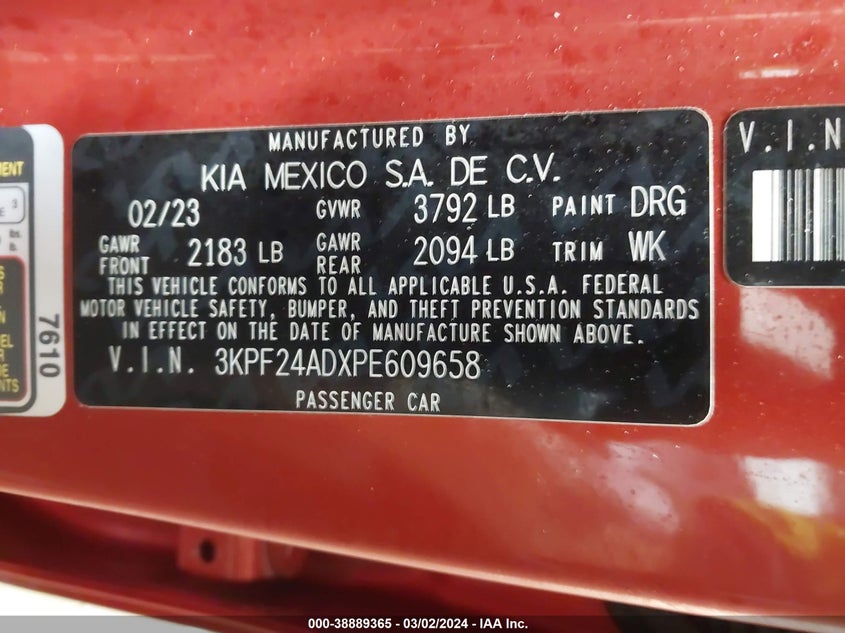 MANUFACTURED BY
KIA MEXICO S.A. DE C.V.
02/23 GVWR 3792 LB PAINT DRG
GAWR FRONT 2183 LB GAWR REAR 2094 LB TRIM WK
THIS VEHICLE CONFORMS TO ALL APPLICABLE U.S.A. FEDERAL
MOTOR VEHICLE SAFETY, BUMPER, AND THEFT PREVENTION STANDARDS
IN EFFECT ON THE DATE OF MANUFACTURE SHOWN ABOVE.
V.I.N. 3KPF24ADXPE609658
PASSENGER CAR
V.I.N
7610
000-38889365 - 03/02/2024 - IAA Inc.